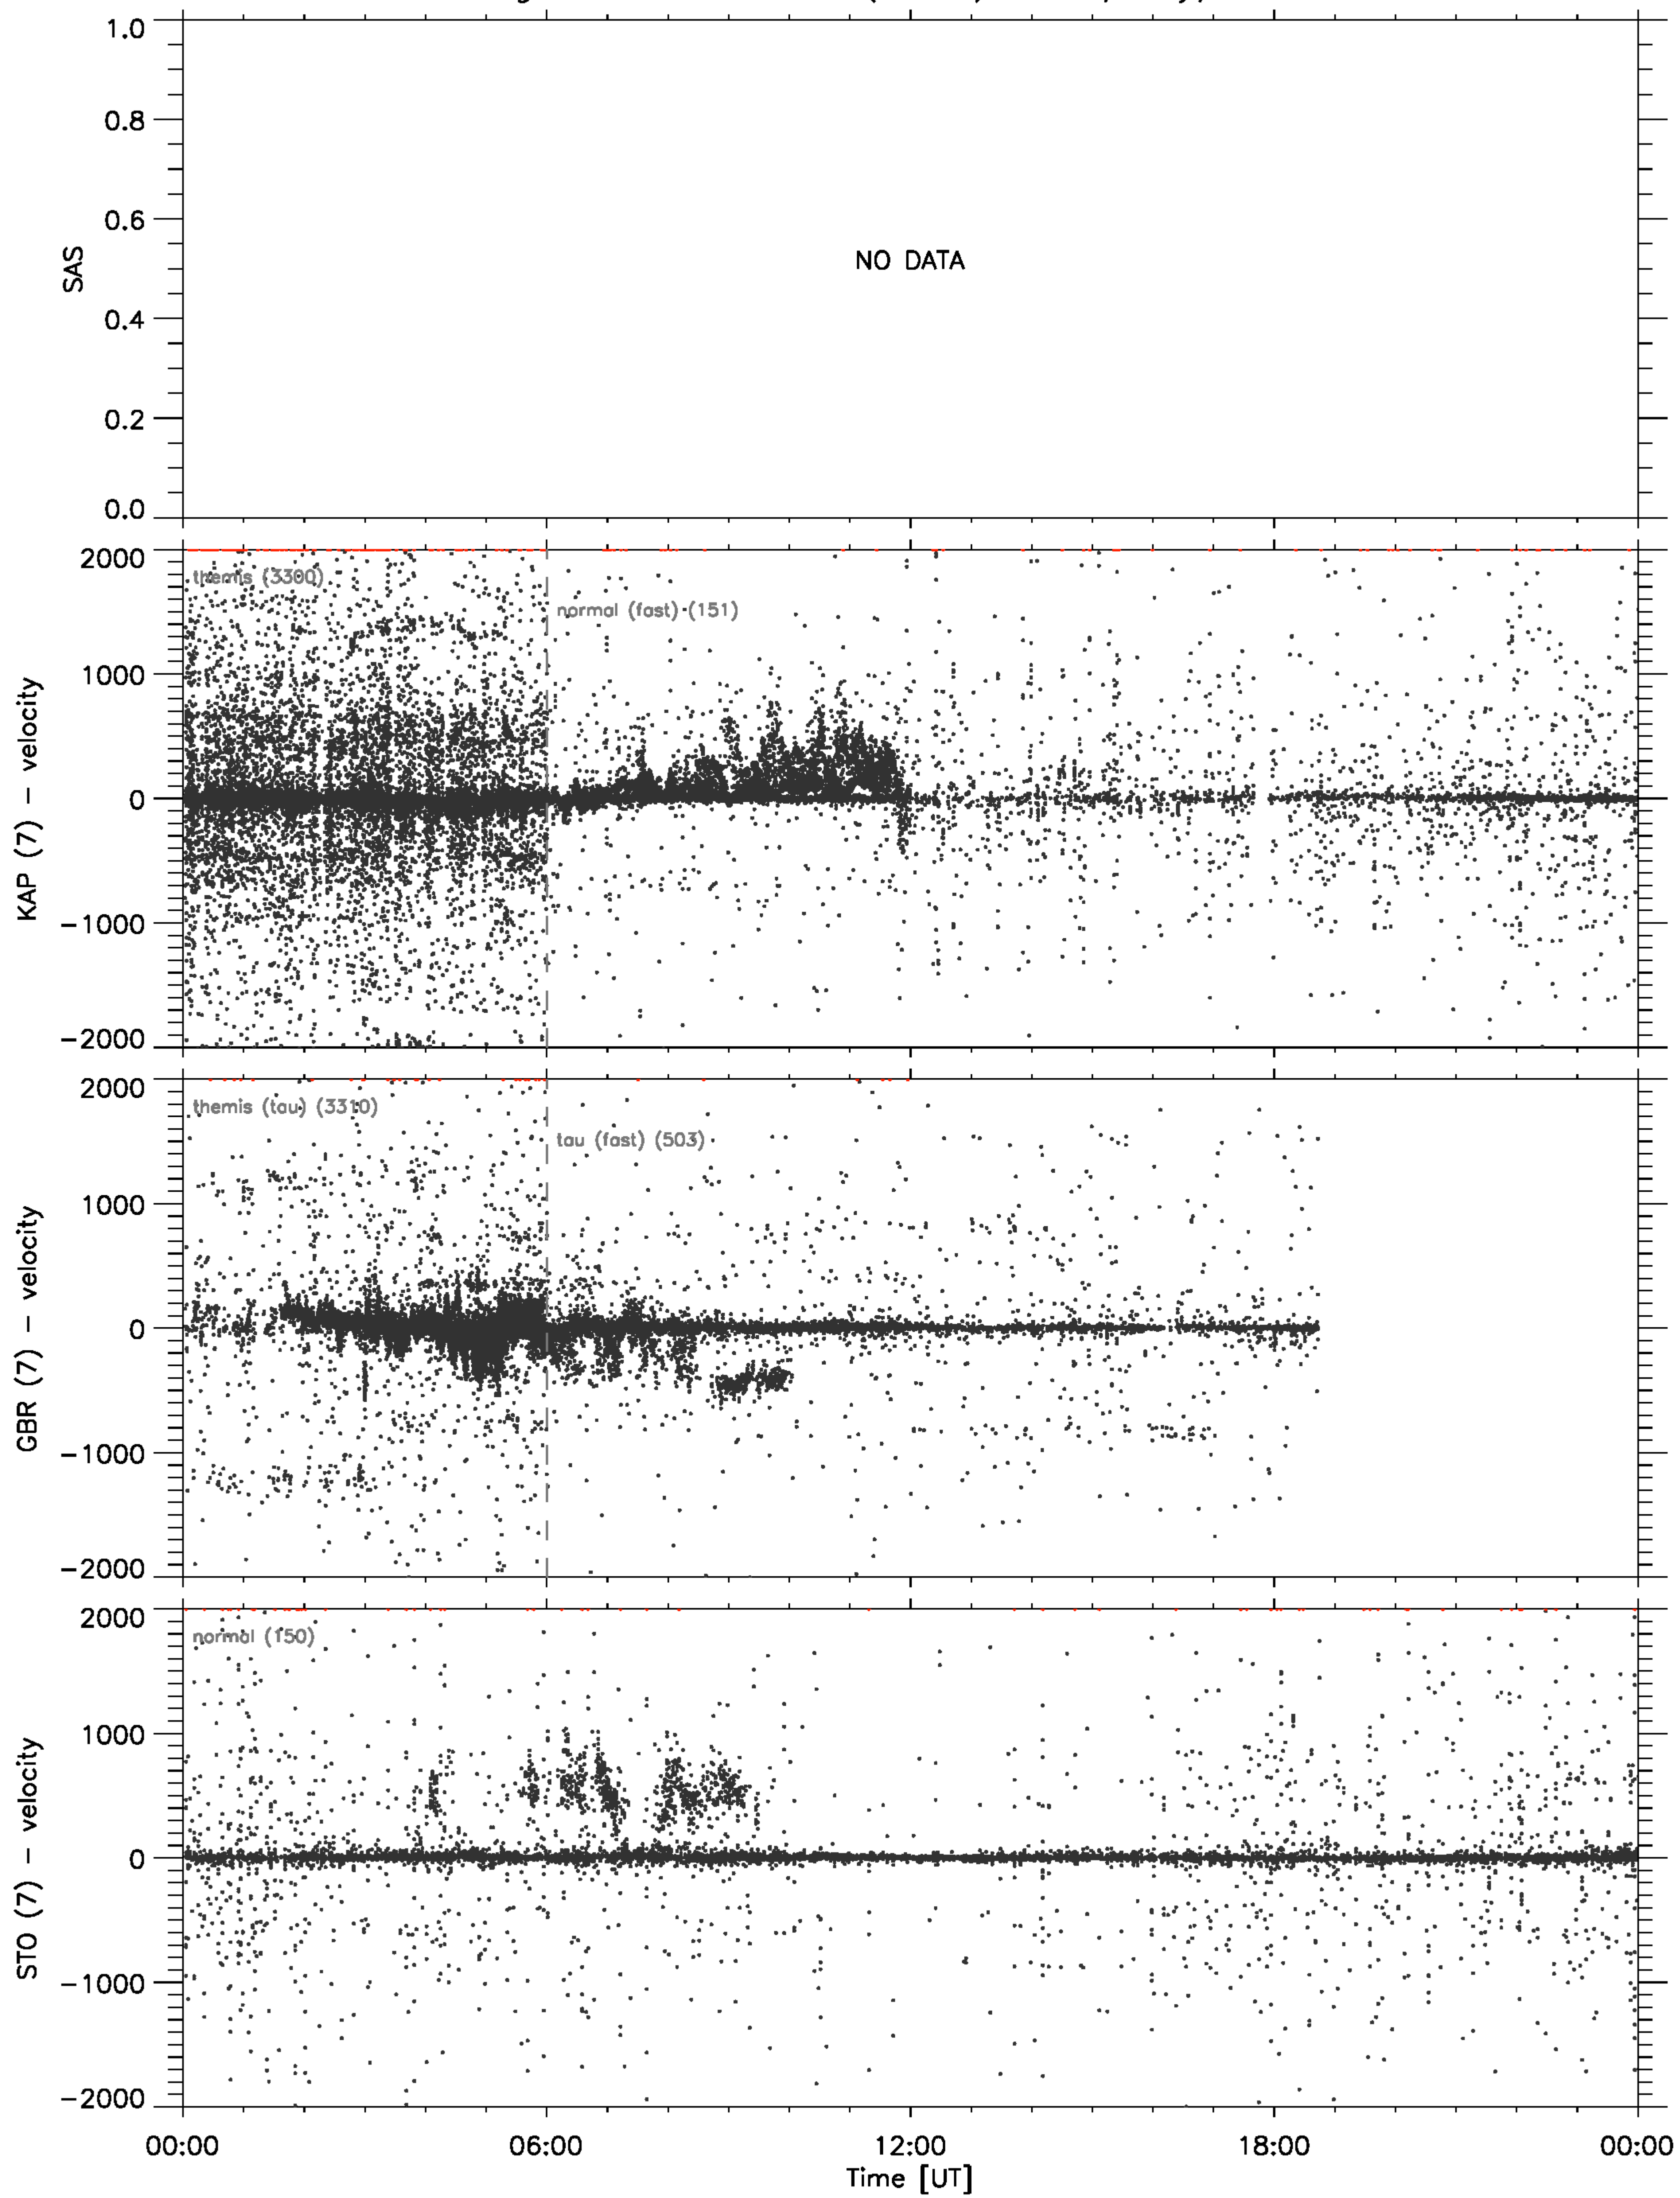 1.0
0.8
0.6
0.4
0.2
0.0
SAS
NO DATA
2000
1000
0
−1000
−2000
KAP (7) − velocity
themis (3300)
normal (fast) (151)
2000
1000
0
−1000
−2000
GBR (7) − velocity
themis (tau) (3310)
tau (fast) (503)
2000
1000
0
−1000
−2000
STO (7) − velocity
normal (150)
00:00 06:00 12:00 18:00 00:00
Time [UT]